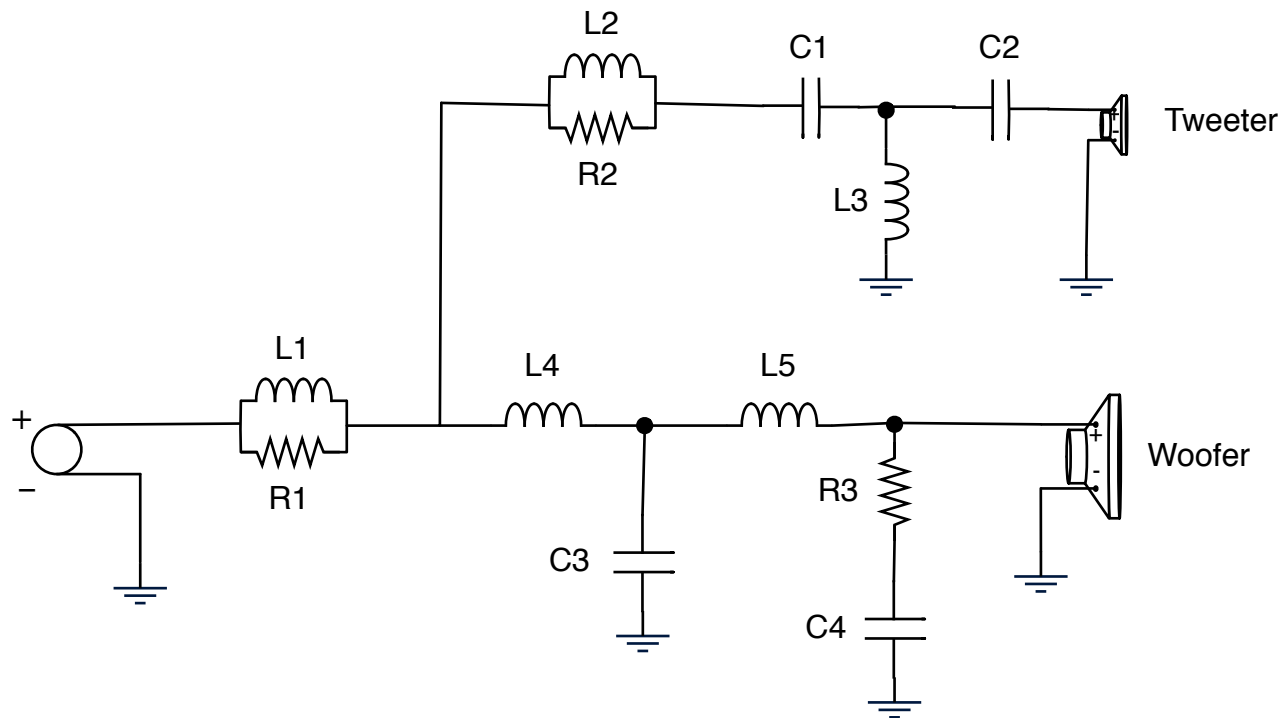 L2
C1
C2
R2
+
-
Tweeter
L3
L1
L4
L5
+
−
R1
R3
+
-
Woofer
C3
C4